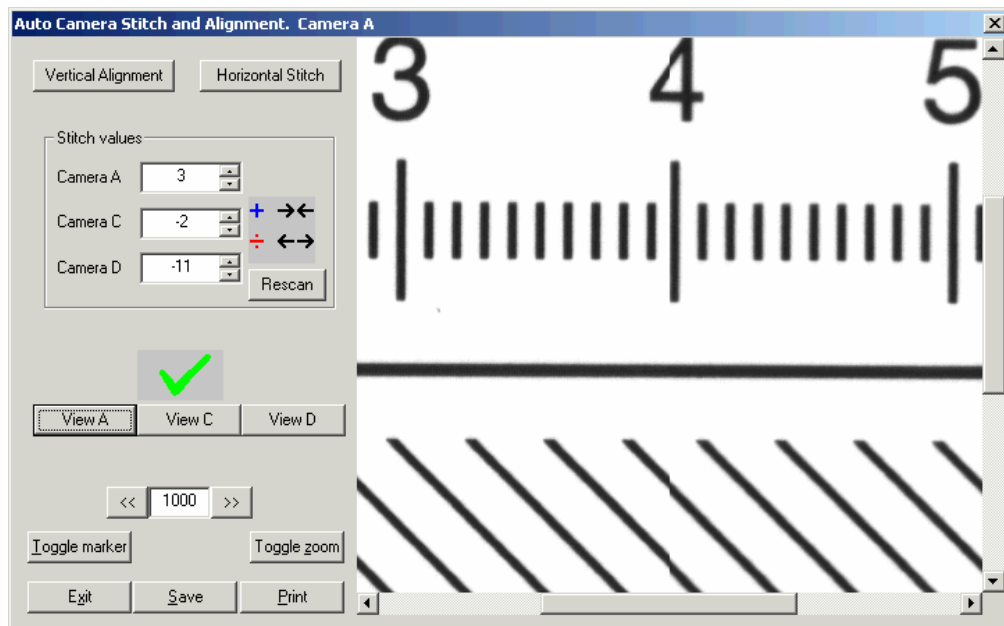 Auto Camera Stitch and Alignment. Camera A
Vertical Alignment Horizontal Stitch
Stitch values
Camera A 3
Camera C -2
Camera D -11
+ →←
÷ ←→
Rescan
View A View C View D
<< 1000 >>
Toggle marker Toggle zoom
Exit Save Print
3 4 5